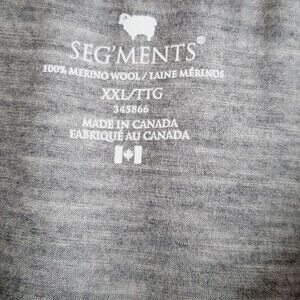 SEG'MENTS®
100% MERINO WOOL / LAINE MÉRINOS
XXL/TTG
345866
MADE IN CANADA
FABRIQUÉ AU CANADA